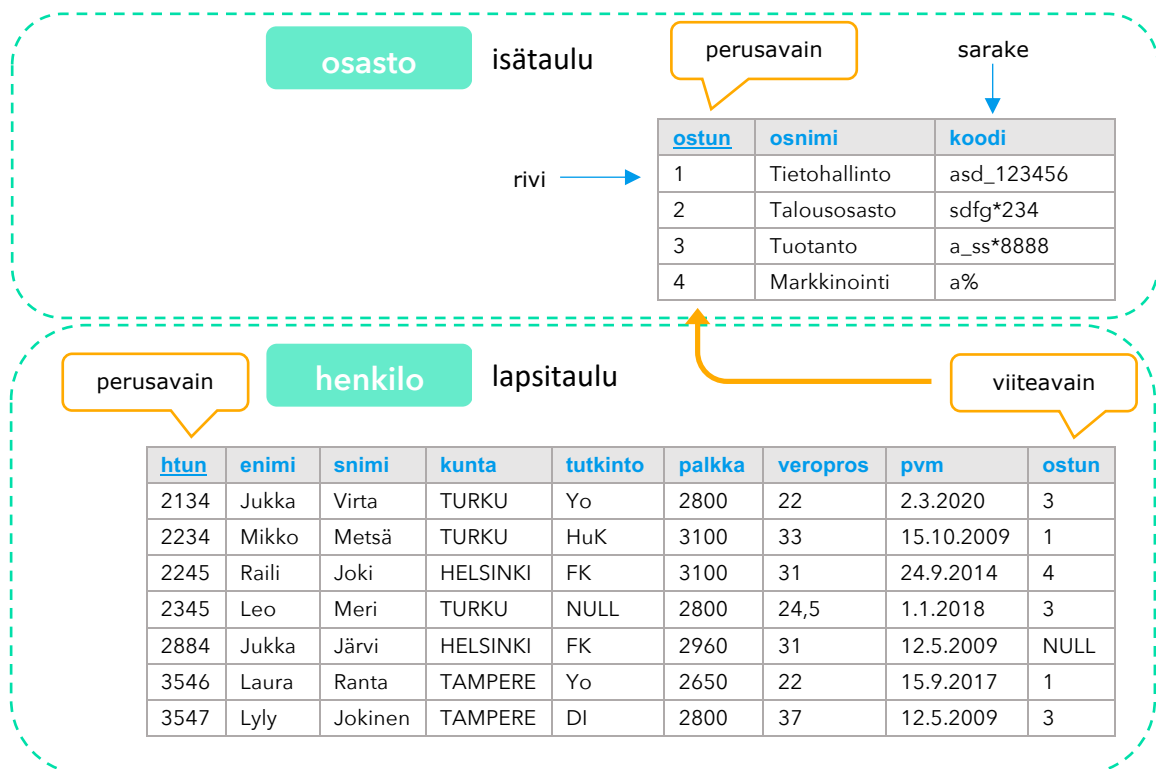 osasto isätaulu perusavain sarake
ostun osnimi koodi
rivi
1 Tietohallinto asd_123456
2 Talousosasto sdfg*234
3 Tuotanto a_ss*8888
4 Markkinointi a%
perusavain henkilo lapsitaulu viiteavain
htun enimi snimi kunta tutkinto palkka veropros pvm ostun
2134 Jukka Virta TURKU Yo 2800 22 2.3.2020 3
2234 Mikko Metsä TURKU HuK 3100 33 15.10.2009 1
2245 Raili Joki HELSINKI FK 3100 31 24.9.2014 4
2345 Leo Meri TURKU NULL 2800 24,5 1.1.2018 3
2884 Jukka Järvi HELSINKI FK 2960 31 12.5.2009 NULL
3546 Laura Ranta TAMPERE Yo 2650 22 15.9.2017 1
3547 Lyly Jokinen TAMPERE DI 2800 37 12.5.2009 3